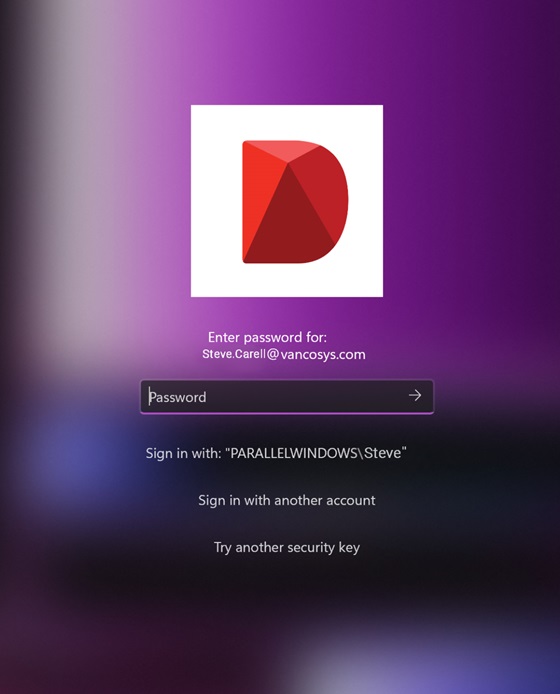 Enter password for:
Steve.Carell@vancosys.com
Password
Sign in with: "PARALLELWINDOWS\Steve"
Sign in with another account
Try another security key